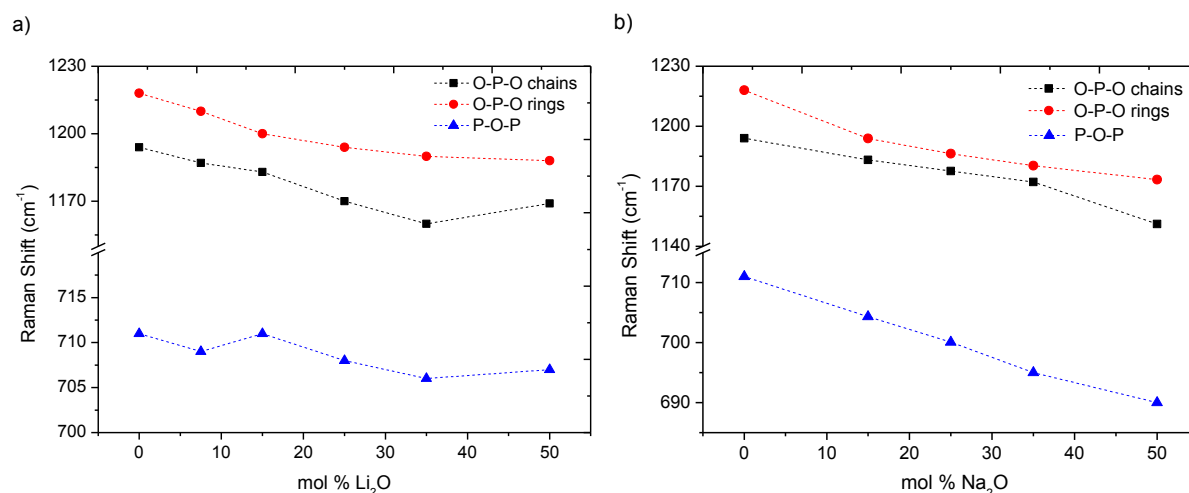 a)
1230
1200
1170
715
710
705
700
Raman Shift (cm⁻¹)
O-P-O chains
O-P-O rings
P-O-P
0 10 20 30 40 50
mol % Li₂O
b)
1230
1200
1170
1140
710
700
690
Raman Shift (cm⁻¹)
O-P-O chains
O-P-O rings
P-O-P
0 10 20 30 40 50
mol % Na₂O